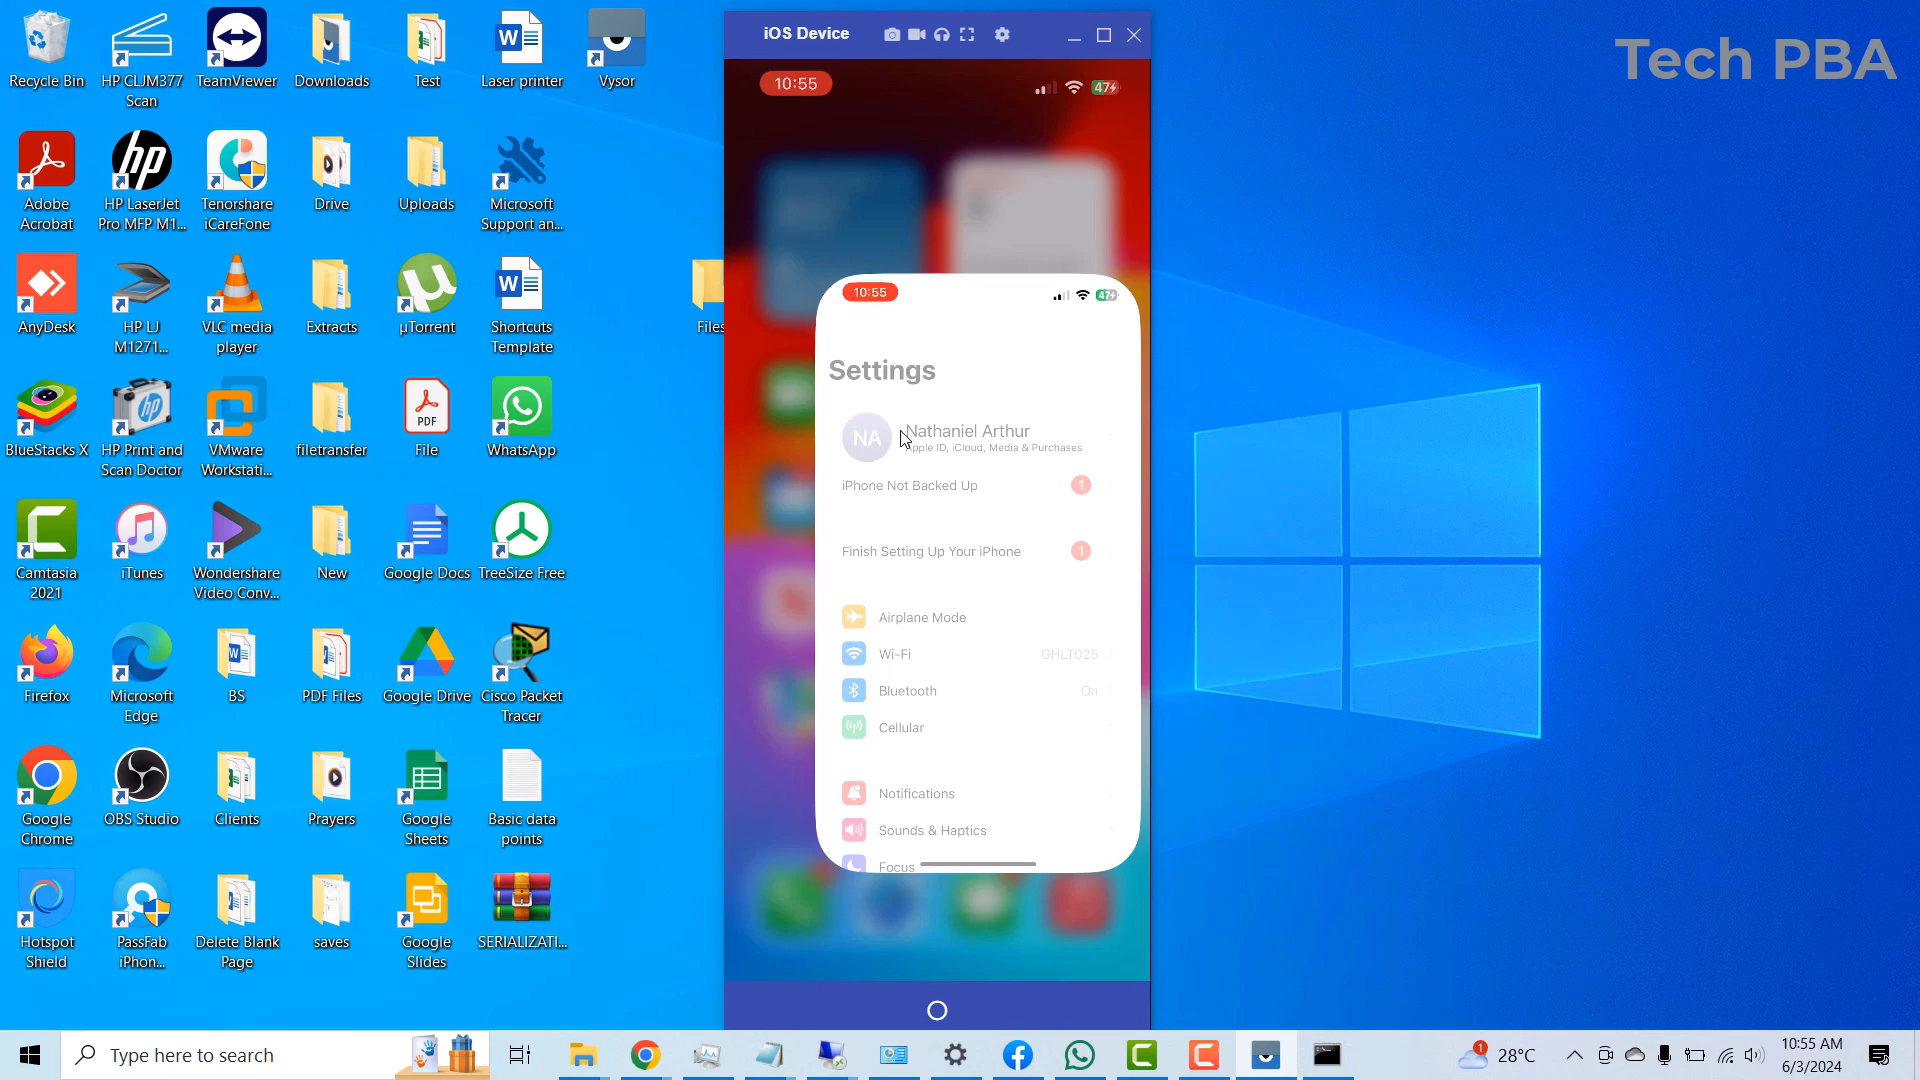 Recycle Bin
HP CLJM377
Scan
TeamViewer
Downloads
Test
Laser printer
Vysor
Adobe
Acrobat
HP LaserJet
Pro MFP M1...
Tenorshare
iCareFone
Drive
Uploads
Microsoft
Support an...
AnyDesk
HP LJ
M1271...
VLC media
player
Extracts
µTorrent
Shortcuts
Template
Files
BlueStacks X
HP Print and
Scan Doctor
VMware
Workstati...
filetransfer
PDF
File
WhatsApp
Camtasia
2021
iTunes
Wondershare
Video Conv...
New
Google Docs
TreeSize Free
Firefox
Microsoft
Edge
BS
PDF Files
Google Drive
Cisco Packet
Tracer
Google
Chrome
OBS Studio
Clients
Prayers
Google
Sheets
Basic data
points
Hotspot
Shield
PassFab
iPhon...
Delete Blank
Page
saves
Google
Slides
SERIALIZATI...
iOS Device
10:55
47
10:55
47
Settings
NA
Nathaniel Arthur
Apple ID, iCloud, Media & Purchases
iPhone Not Backed Up
1
Finish Setting Up Your iPhone
1
Airplane Mode
Wi-Fi
GHLT025
Bluetooth
On
Cellular
Notifications
Sounds & Haptics
Focus
Tech PBA
Type here to search
1
28°C
10:55 AM
6/3/2024